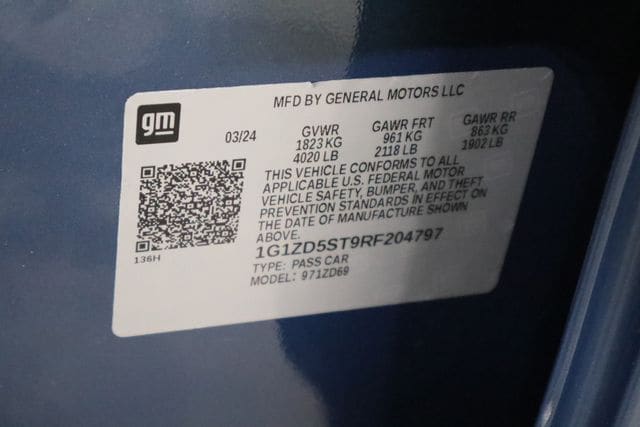 MFD BY GENERAL MOTORS LLC
gm
03/24
GVWR GAWR FRT GAWR RR
1823 KG 961 KG 863 KG
4020 LB 2118 LB 1902 LB
THIS VEHICLE CONFORMS TO ALL
APPLICABLE U.S. FEDERAL MOTOR
VEHICLE SAFETY, BUMPER, AND THEFT
PREVENTION STANDARDS IN EFFECT ON
THE DATE OF MANUFACTURE SHOWN
ABOVE.
136H
1G1ZD5ST9RF204797
TYPE: PASS CAR
MODEL: 971ZD69